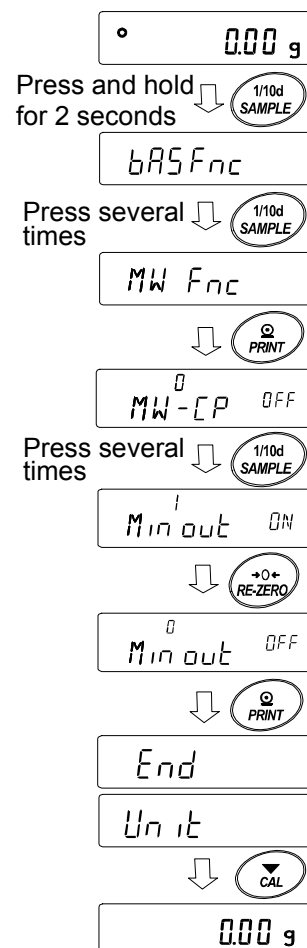 0.00 g
Press and hold
for 2 seconds
1/10d
SAMPLE
bASFnc
Press several
times
1/10d
SAMPLE
MW Fnc
PRINT
0
MW-CP OFF
Press several
times
1/10d
SAMPLE
1
Min out ON
→0←
RE-ZERO
0
Min out OFF
PRINT
End
Unit
CAL
0.00 g